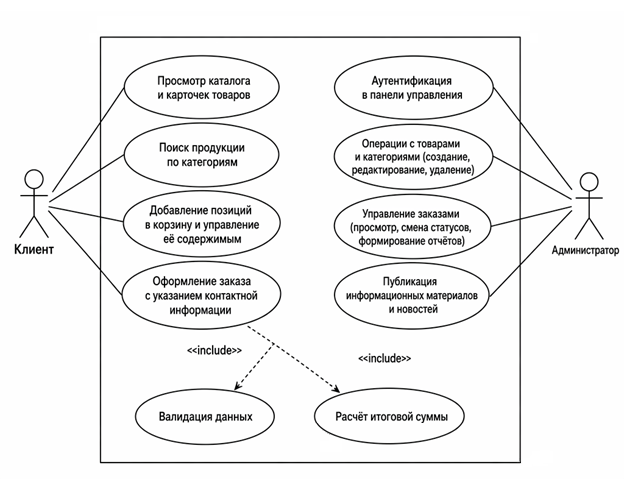 Просмотр каталога
и карточек товаров
Поиск продукции
по категориям
Добавление позиций
в корзину и управление
её содержимым
Оформление заказа
с указанием контактной
информации
Клиент
Аутентификация
в панели управления
Операции с товарами
и категориями (создание,
редактирование, удаление)
Управление заказами
(просмотр, смена статусов,
формирование отчётов)
Публикация
информационных материалов
и новостей
Администратор
<<include>>
<<include>>
Валидация данных
Расчёт итоговой суммы